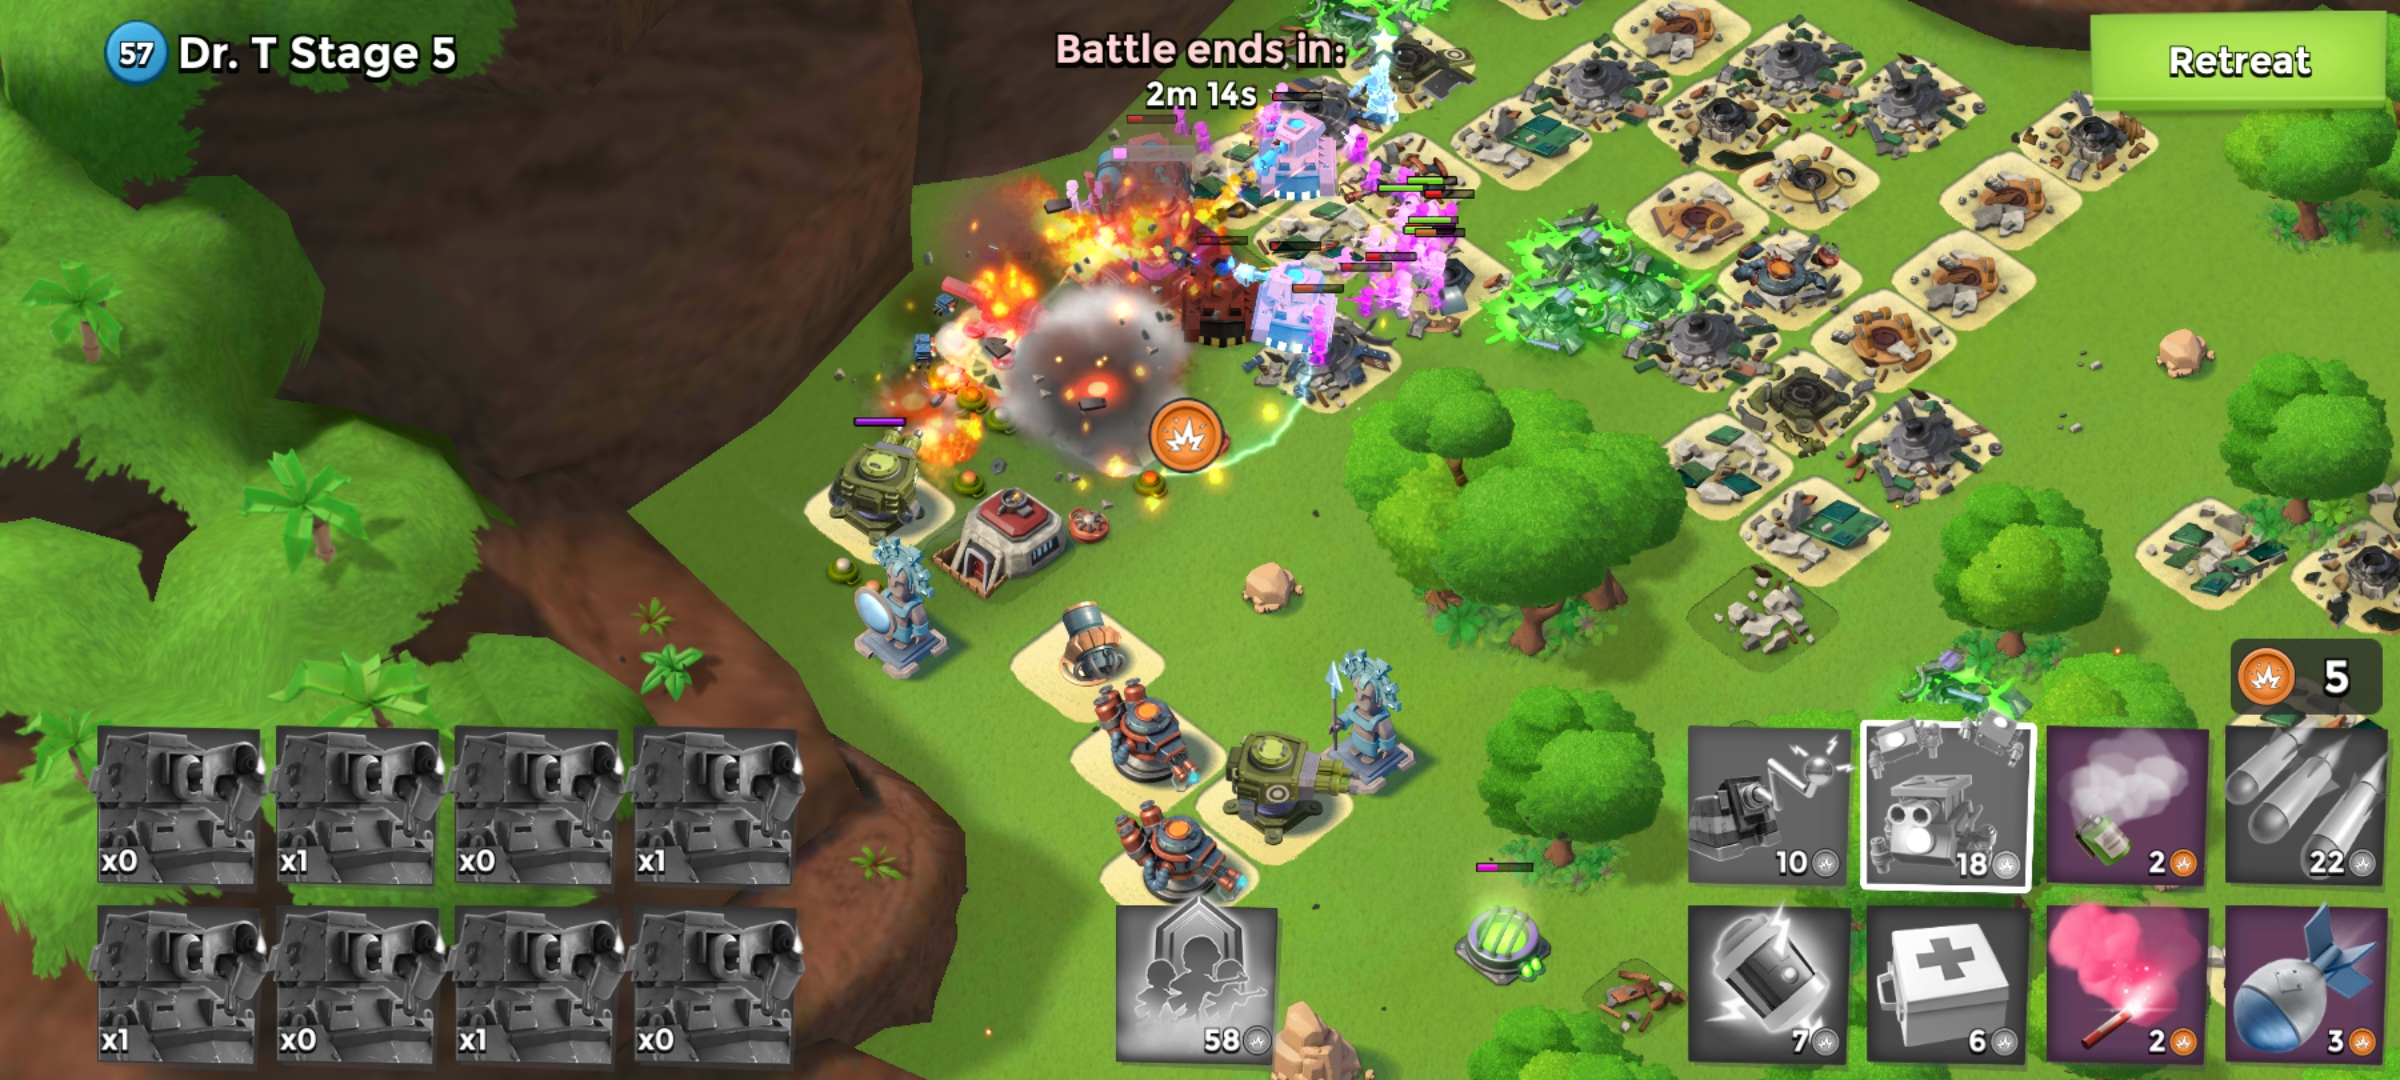 57 Dr. T Stage 5
Battle ends in:
2m 14s
Retreat
5
x0
x1
x0
x1
10
18
2
22
x1
x0
x1
x0
58
7
6
2
3